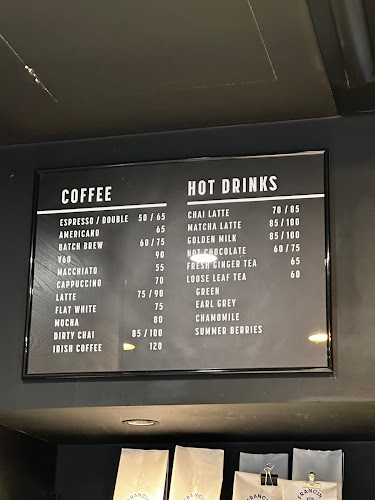 COFFEE
ESPRESSO / DOUBLE 50 / 65
AMERICANO 65
BATCH BREW 60 / 75
V60 90
MACCHIATO 55
CAPPUCCINO 70
LATTE 75 / 90
FLAT WHITE 75
MOCHA 80
DIRTY CHAI 85 / 100
IRISH COFFEE 120
HOT DRINKS
CHAI LATTE 70 / 85
MATCHA LATTE 85 / 100
GOLDEN MILK 85 / 100
HOT CHOCOLATE 60 / 75
FRESH GINGER TEA 65
LOOSE LEAF TEA 60
GREEN
EARL GREY
CHAMOMILE
SUMMER BERRIES